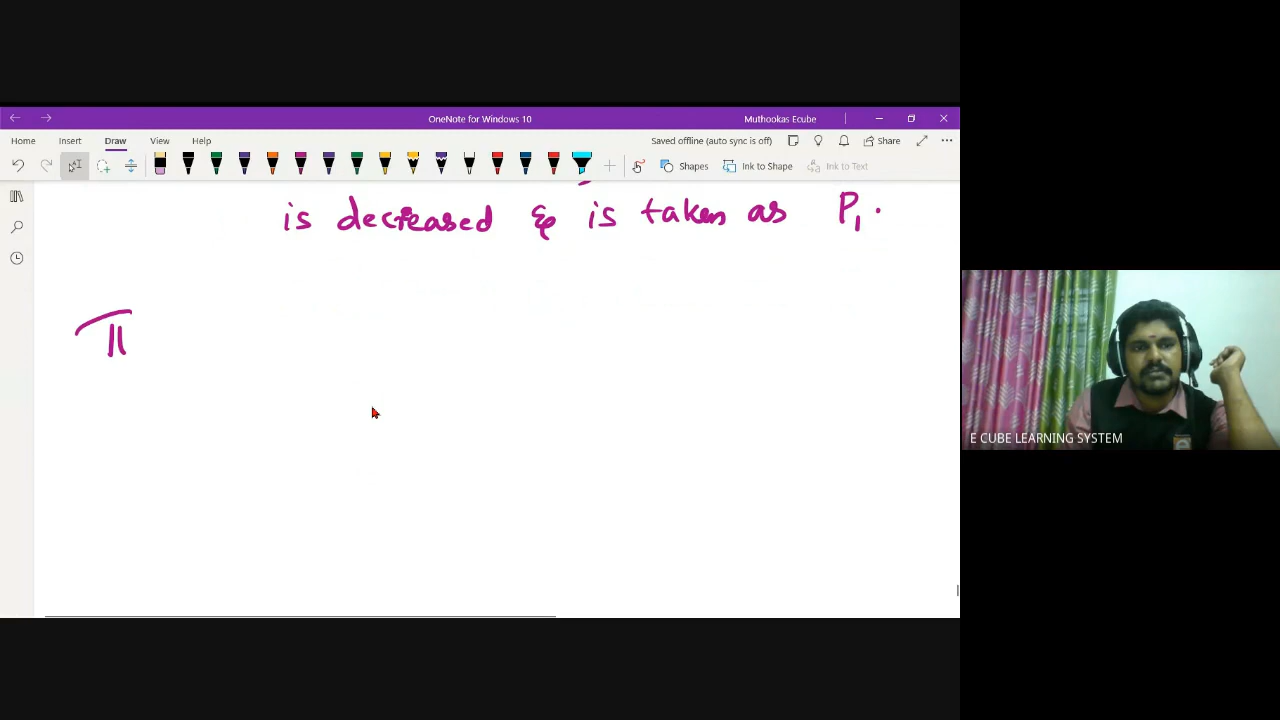 OneNote for Windows 10
Muthookas Ecube
Home Insert Draw View Help
Saved offline (auto sync is off)
Share
Shapes
Ink to Shape
Ink to Text
is decreased & is taken as P₁.
π
E CUBE LEARNING SYSTEM